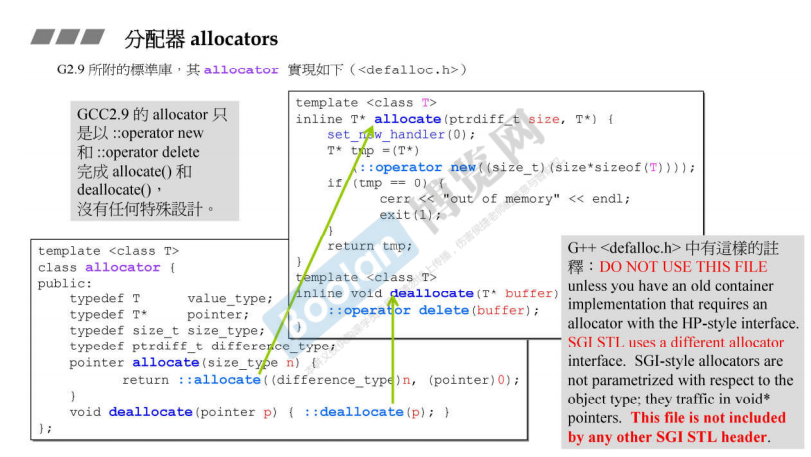 分配器 allocators
G2.9 所附的標準庫，其 allocator 實現如下（<defalloc.h>）
GCC2.9 的 allocator 只
是以 ::operator new
和 ::operator delete
完成 allocate() 和
deallocate()，
沒有任何特殊設計。
template <class T>
inline T* allocate(ptrdiff_t size, T*) {
set_new_handler(0);
T* tmp =(T*)
(::operator new((size_t)(size*sizeof(T))));
if (tmp == 0) {
cerr << "out of memory" << endl;
exit(1);
}
return tmp;
}
template <class T>
inline void deallocate(T* buffer)
::operator delete(buffer);
}
template <class T>
class allocator {
public:
typedef T value_type;
typedef T* pointer;
typedef size_t size_type;
typedef ptrdiff_t difference_type;
pointer allocate(size_type n) {
return ::allocate((difference_type)n, (pointer)0);
}
void deallocate(pointer p) { ::deallocate(p); }
};
G++ <defalloc.h> 中有這樣的註
釋：DO NOT USE THIS FILE
unless you have an old container
implementation that requires an
allocator with the HP-style interface.
SGI STL uses a different allocator
interface. SGI-style allocators are
not parametrized with respect to the
object type; they traffic in void*
pointers. This file is not included
by any other SGI STL header.
Boolan 博览网